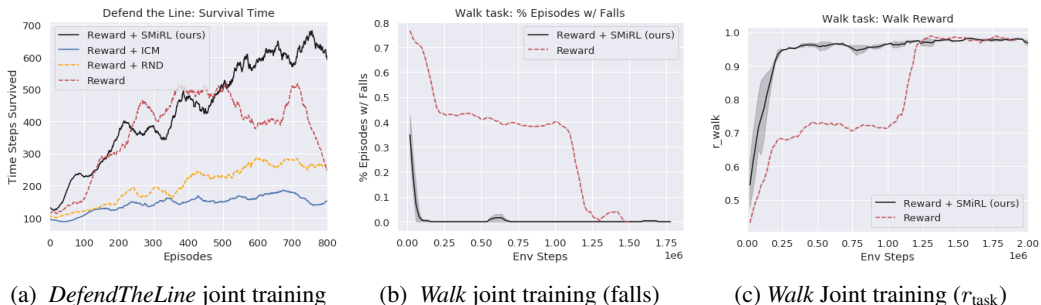 Defend the Line: Survival Time
Time Steps Survived
700
600
500
400
300
200
100
Reward + SMiRL (ours)
Reward + ICM
Reward + RND
Reward
0 100 200 300 400 500 600 700 800
Episodes
Walk task: % Episodes w/ Falls
% Episodes w/ Falls
0.8
0.7
0.6
0.5
0.4
0.3
0.2
0.1
0.0
Reward + SMiRL (ours)
Reward
0.00 0.25 0.50 0.75 1.00 1.25 1.50 1.75
1e6
Env Steps
Walk task: Walk Reward
r_walk
1.0
0.9
0.8
0.7
0.6
0.5
Reward + SMiRL (ours)
Reward
0.00 0.25 0.50 0.75 1.00 1.25 1.50 1.75 2.00
1e6
Env Steps
(a) DefendTheLine joint training
(b) Walk joint training (falls)
(c) Walk Joint training (r_task)